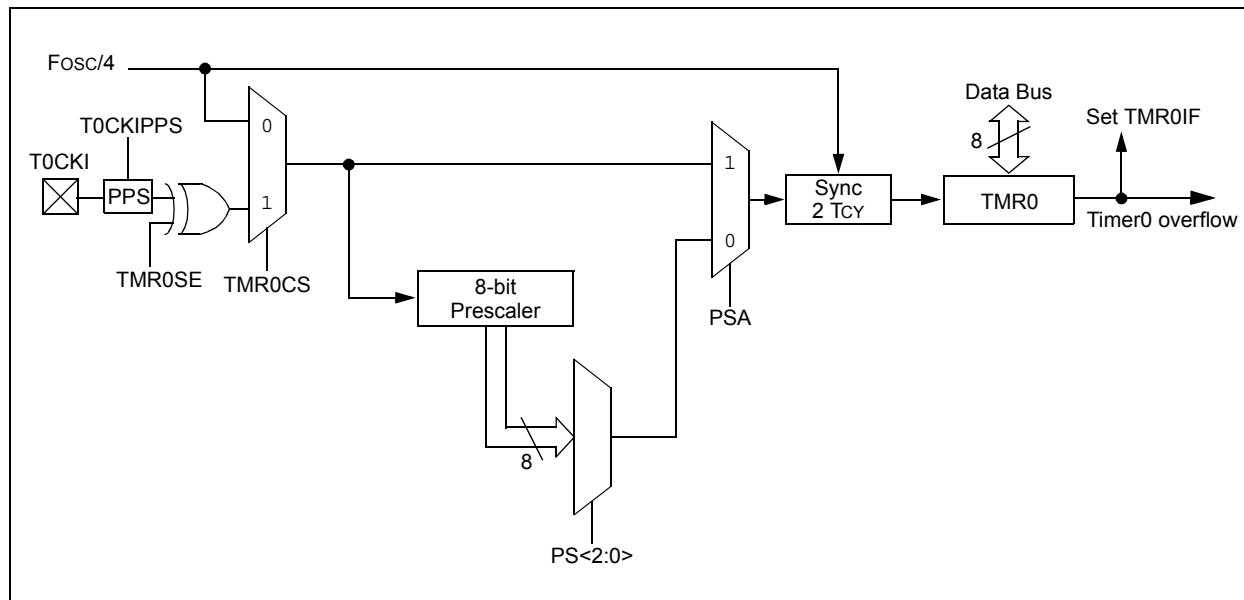 FOSC/4
Data Bus
Set TMR0IF
T0CKIPPS
0
8
T0CKI
1
PPS
Sync
2 TCY
TMR0
1
Timer0 overflow
0
TMR0SE
TMR0CS
8-bit
Prescaler
PSA
8
PS<2:0>